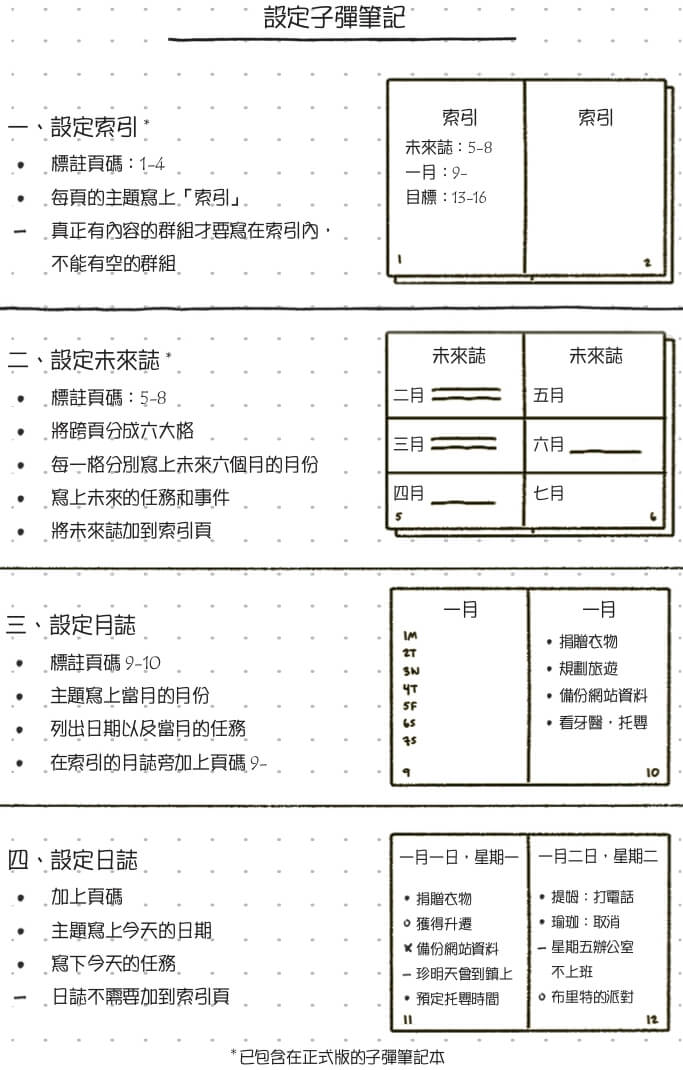 設定子彈筆記
一、設定索引*
• 標註頁碼：1-4
• 每頁的主題寫上「索引」
– 真正有內容的群組才要寫在索引內，
不能有空的群組
索引
未來誌：5-8
一月：9-
目標：13-16
1
索引
2
二、設定未來誌*
• 標註頁碼：5-8
• 將跨頁分成六大格
• 每一格分別寫上未來六個月的月份
• 寫上未來的任務和事件
• 將未來誌加到索引頁
未來誌
二月
三月
四月
5
未來誌
五月
六月
七月
6
三、設定月誌
• 標註頁碼 9-10
• 主題寫上當月的月份
• 列出日期以及當月的任務
• 在索引的月誌旁加上頁碼 9-
一月
1M
2T
3W
4T
5F
6S
7S
9
一月
• 捐贈衣物
• 規劃旅遊
• 備份網站資料
• 看牙醫，托嬰
10
四、設定日誌
• 加上頁碼
• 主題寫上今天的日期
• 寫下今天的任務
– 日誌不需要加到索引頁
一月一日，星期一
• 捐贈衣物
o 獲得升遷
× 備份網站資料
– 珍明天會到鎮上
• 預定托嬰時間
11
一月二日，星期二
• 提姆：打電話
• 瑜珈：取消
– 星期五辦公室
不上班
o 布里特的派對
12
*已包含在正式版的子彈筆記本